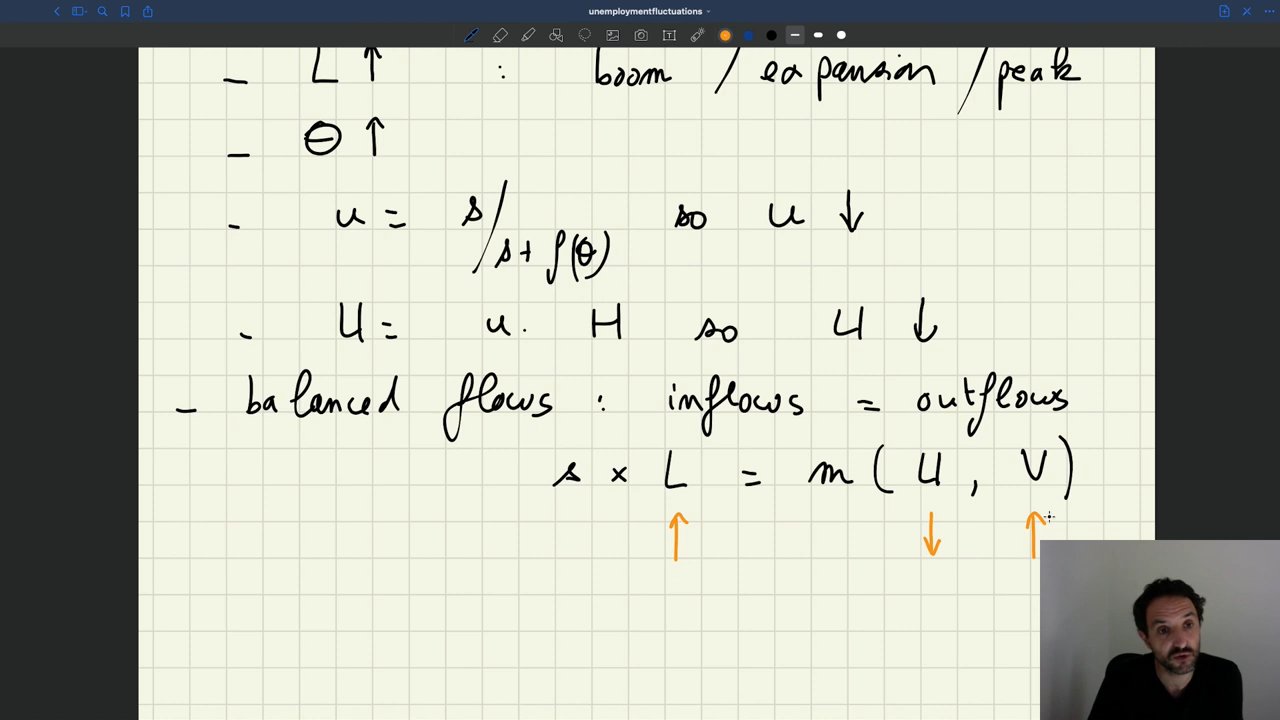 unemploymentfluctuations
- L ↑ : boom / expansion / peak
- θ ↑
- u = s / s + f(θ) so u ↓
- U = u . H so U ↓
- balanced flows : inflows = outflows
s × L = m ( U , V )
↑ ↓ ↑